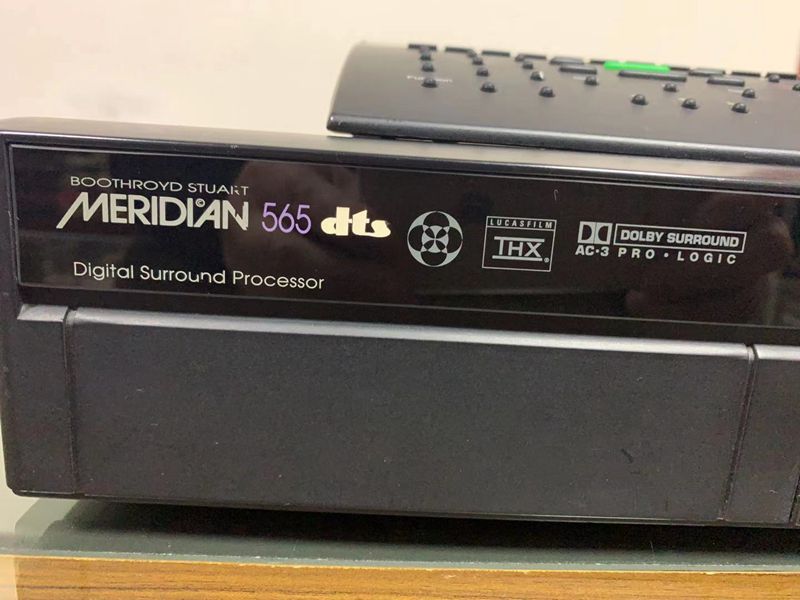 BOOTHROYD STUART
MERIDIAN 565 dts
LUCASFILM
THX
DOLBY SURROUND
AC-3 PRO · LOGIC
Digital Surround Processor